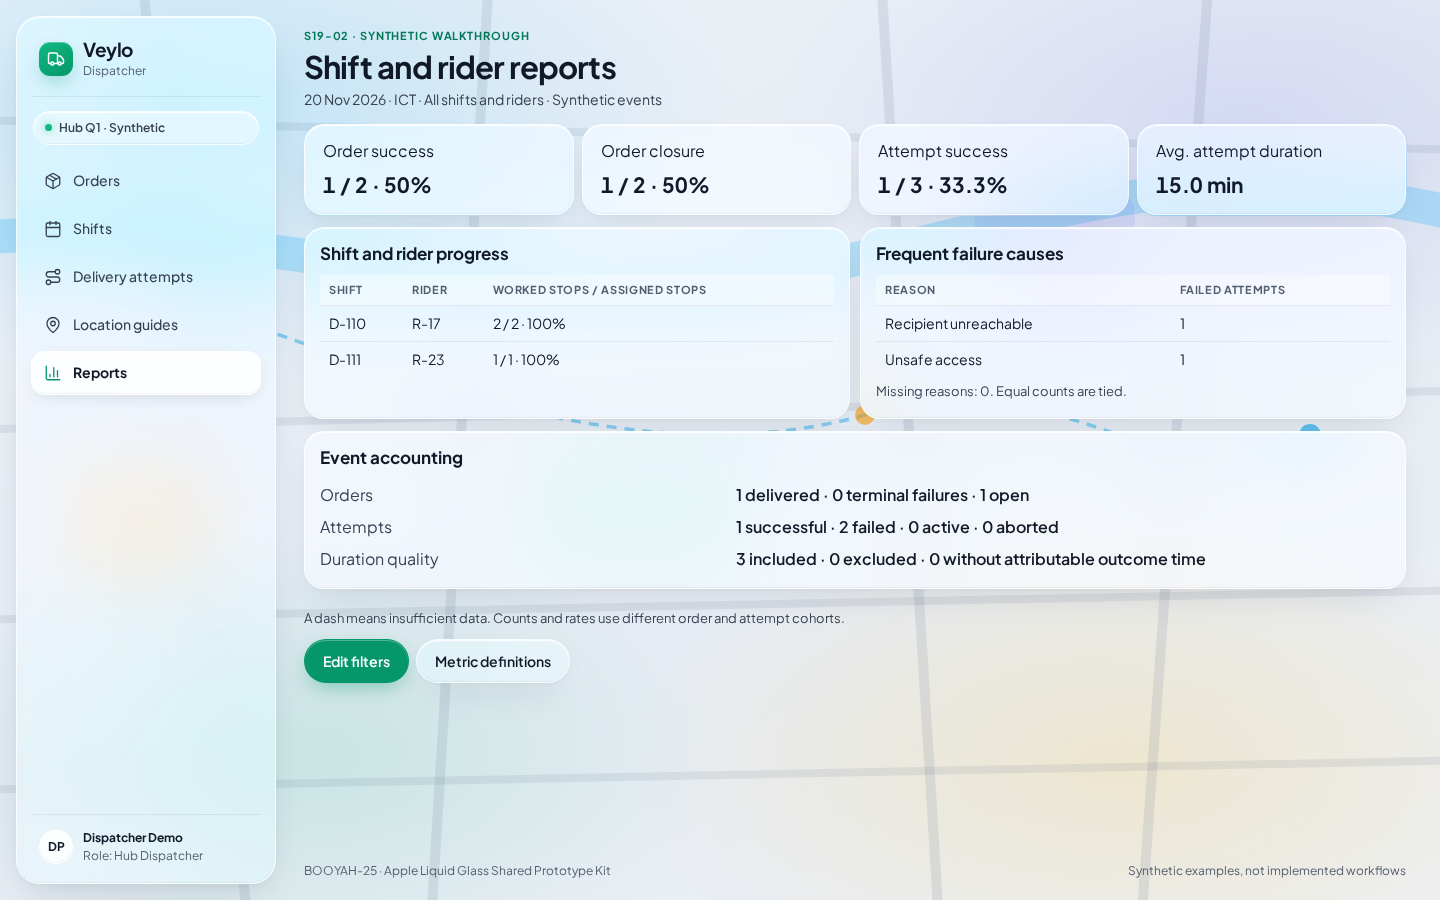 Veylo
Dispatcher
Hub Q1 · Synthetic
Orders
Shifts
Delivery attempts
Location guides
Reports
DP
Dispatcher Demo
Role: Hub Dispatcher
S19-02 · SYNTHETIC WALKTHROUGH
Shift and rider reports
20 Nov 2026 · ICT · All shifts and riders · Synthetic events
Order success
1 / 2 · 50%
Order closure
1 / 2 · 50%
Attempt success
1 / 3 · 33.3%
Avg. attempt duration
15.0 min
Shift and rider progress
SHIFT RIDER WORKED STOPS / ASSIGNED STOPS
D-110 R-17 2 / 2 · 100%
D-111 R-23 1 / 1 · 100%
Frequent failure causes
REASON FAILED ATTEMPTS
Recipient unreachable 1
Unsafe access 1
Missing reasons: 0. Equal counts are tied.
Event accounting
Orders 1 delivered · 0 terminal failures · 1 open
Attempts 1 successful · 2 failed · 0 active · 0 aborted
Duration quality 3 included · 0 excluded · 0 without attributable outcome time
A dash means insufficient data. Counts and rates use different order and attempt cohorts.
Edit filters
Metric definitions
BOOYAH-25 · Apple Liquid Glass Shared Prototype Kit
Synthetic examples, not implemented workflows